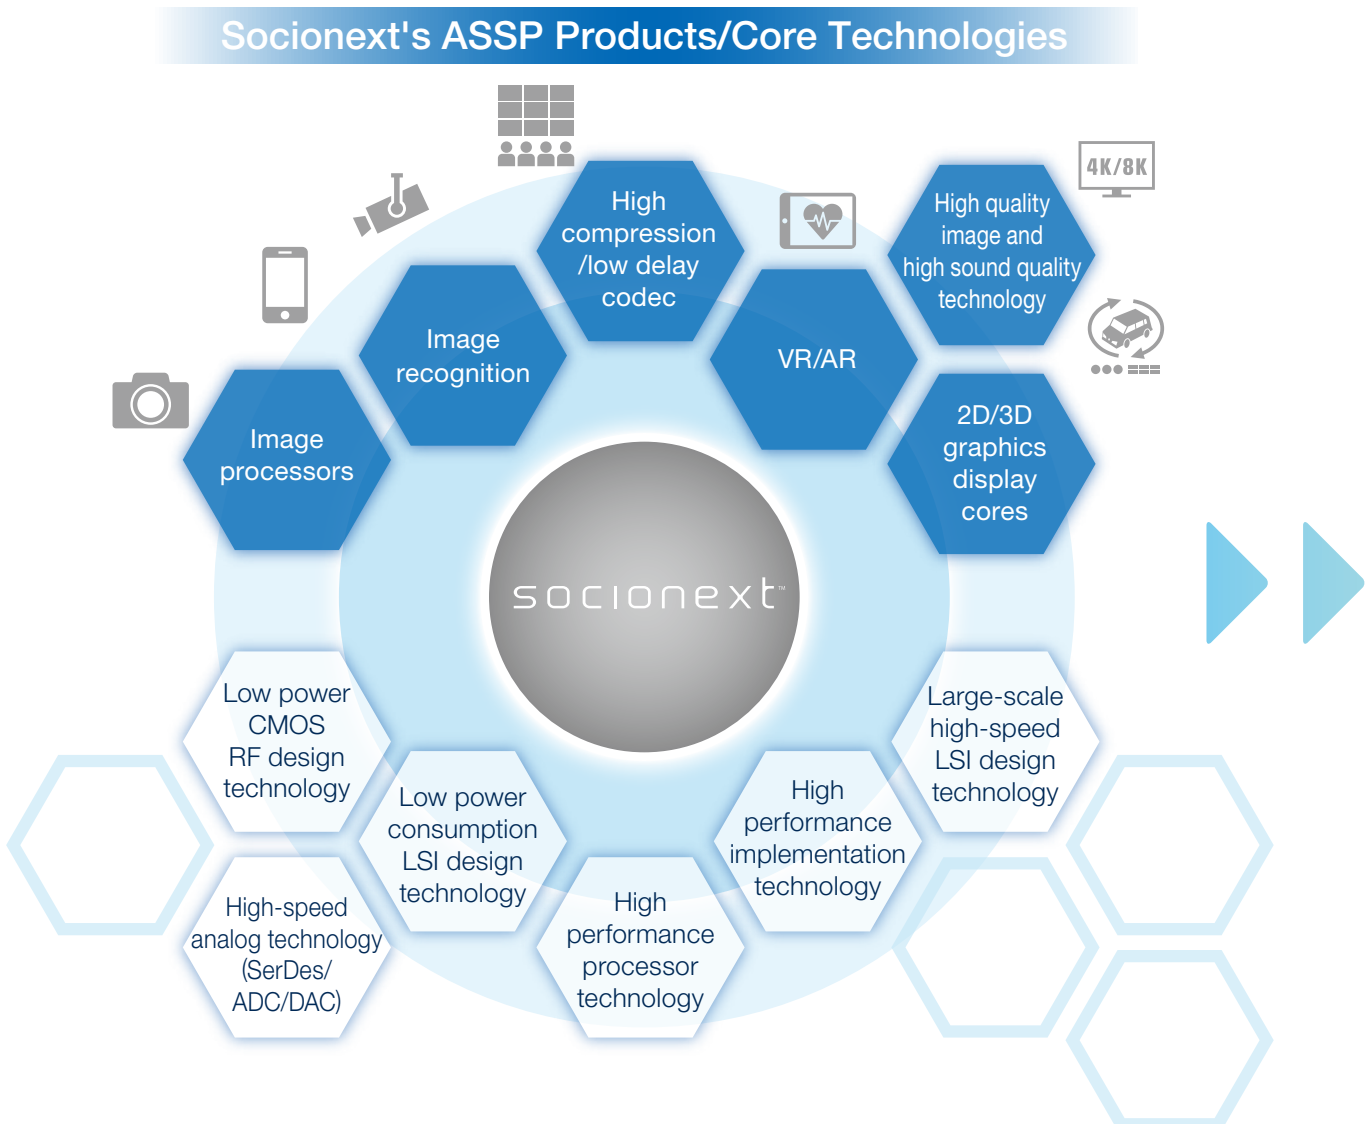 Socionext's ASSP Products/Core Technologies
4K/8K
High
compression
/low delay
codec
High quality
image and
high sound quality
technology
Image
recognition
VR/AR
Image
processors
2D/3D
graphics
display
cores
socionext™
Low power
CMOS
RF design
technology
Large-scale
high-speed
LSI design
technology
Low power
consumption
LSI design
technology
High
performance
implementation
technology
High-speed
analog technology
(SerDes/
ADC/DAC)
High
performance
processor
technology